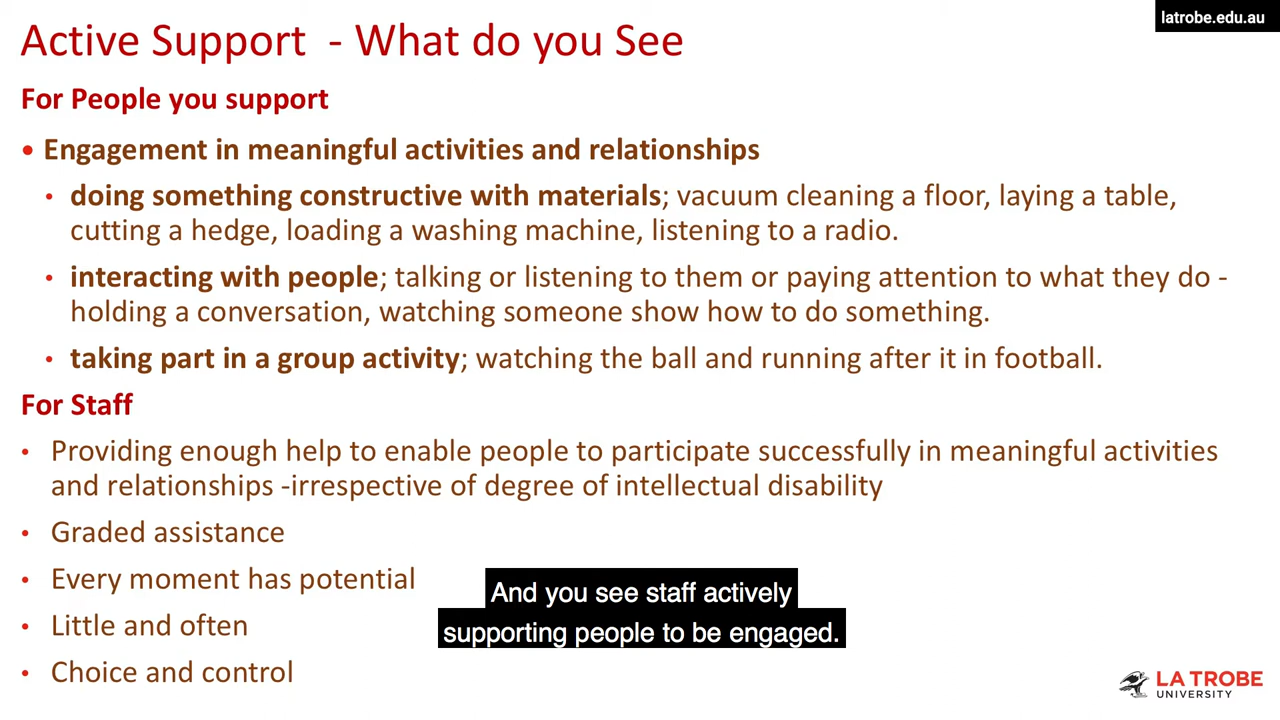 latrobe.edu.au
Active Support - What do you See
For People you support
• Engagement in meaningful activities and relationships
• doing something constructive with materials; vacuum cleaning a floor, laying a table,
cutting a hedge, loading a washing machine, listening to a radio.
• interacting with people; talking or listening to them or paying attention to what they do -
holding a conversation, watching someone show how to do something.
• taking part in a group activity; watching the ball and running after it in football.
For Staff
• Providing enough help to enable people to participate successfully in meaningful activities
and relationships -irrespective of degree of intellectual disability
• Graded assistance
• Every moment has potential
• Little and often
• Choice and control
And you see staff actively
supporting people to be engaged.
LA TROBE
UNIVERSITY